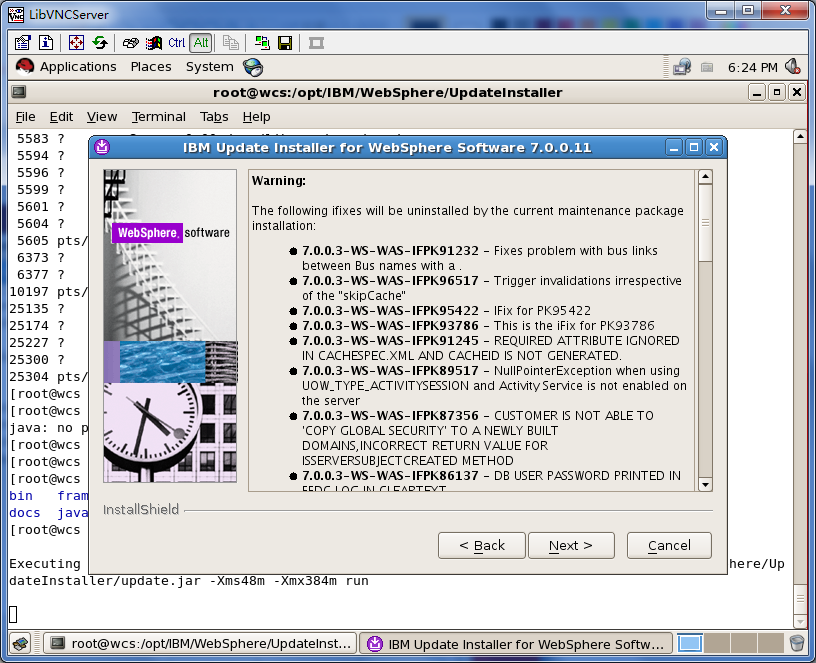 LibVNCServer
Ctrl Alt
Applications Places System 6:24 PM
root@wcs:/opt/IBM/WebSphere/UpdateInstaller
File Edit View Terminal Tabs Help
5583 ?
5594 ?
5596 ?
5599 ?
5601 ?
5604 ?
5605 pts/
6373 ?
6377 ?
10197 pts/
25135 ?
25174 ?
25227 ?
25300 ?
25304 pts/
[root@wcs
[root@wcs
java: no p
[root@wcs
[root@wcs
[root@wcs
bin fram
docs java
[root@wcs
IBM Update Installer for WebSphere Software 7.0.0.11
WebSphere. software
Warning:
The following ifixes will be uninstalled by the current maintenance package
installation:
● 7.0.0.3-WS-WAS-IFPK91232 - Fixes problem with bus links
between Bus names with a .
● 7.0.0.3-WS-WAS-IFPK96517 - Trigger invalidations irrespective
of the "skipCache"
● 7.0.0.3-WS-WAS-IFPK95422 - IFix for PK95422
● 7.0.0.3-WS-WAS-IFPK93786 - This is the iFix for PK93786
● 7.0.0.3-WS-WAS-IFPK91245 - REQUIRED ATTRIBUTE IGNORED
IN CACHESPEC.XML AND CACHEID IS NOT GENERATED.
● 7.0.0.3-WS-WAS-IFPK89517 - NullPointerException when using
UOW_TYPE_ACTIVITYSESSION and Activity Service is not enabled on
the server
● 7.0.0.3-WS-WAS-IFPK87356 - CUSTOMER IS NOT ABLE TO
'COPY GLOBAL SECURITY' TO A NEWLY BUILT
DOMAINS,INCORRECT RETURN VALUE FOR
ISSERVERSUBJECTCREATED METHOD
● 7.0.0.3-WS-WAS-IFPK86137 - DB USER PASSWORD PRINTED IN
FFDC LOG IN CLEARTEXT
InstallShield
< Back Next > Cancel
Executing here/Up
dateInstaller/update.jar -Xms48m -Xmx384m run
root@wcs:/opt/IBM/WebSphere/UpdateInst... IBM Update Installer for WebSphere Softw...